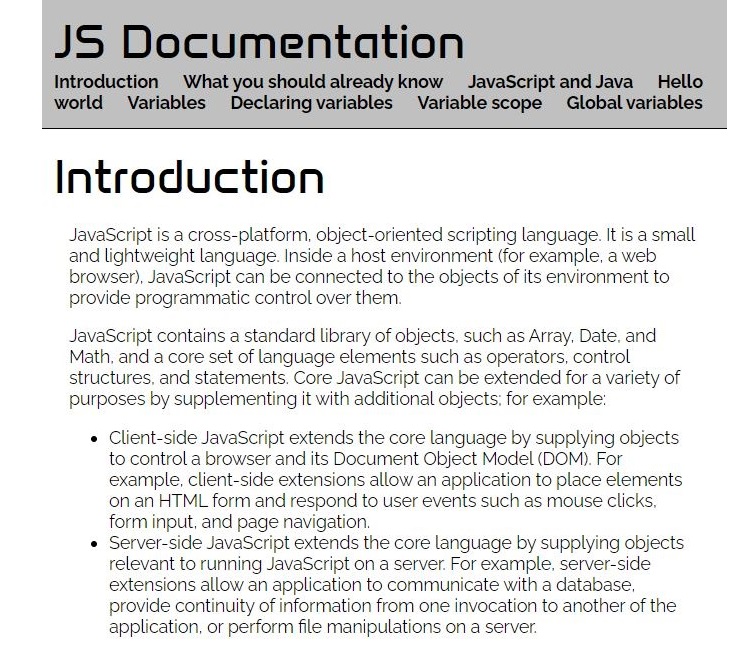 JS Documentation
Introduction What you should already know JavaScript and Java Hello
world Variables Declaring variables Variable scope Global variables
Introduction
JavaScript is a cross-platform, object-oriented scripting language. It is a small
and lightweight language. Inside a host environment (for example, a web
browser), JavaScript can be connected to the objects of its environment to
provide programmatic control over them.
JavaScript contains a standard library of objects, such as Array, Date, and
Math, and a core set of language elements such as operators, control
structures, and statements. Core JavaScript can be extended for a variety of
purposes by supplementing it with additional objects; for example:
• Client-side JavaScript extends the core language by supplying objects
to control a browser and its Document Object Model (DOM). For
example, client-side extensions allow an application to place elements
on an HTML form and respond to user events such as mouse clicks,
form input, and page navigation.
• Server-side JavaScript extends the core language by supplying objects
relevant to running JavaScript on a server. For example, server-side
extensions allow an application to communicate with a database,
provide continuity of information from one invocation to another of the
application, or perform file manipulations on a server.